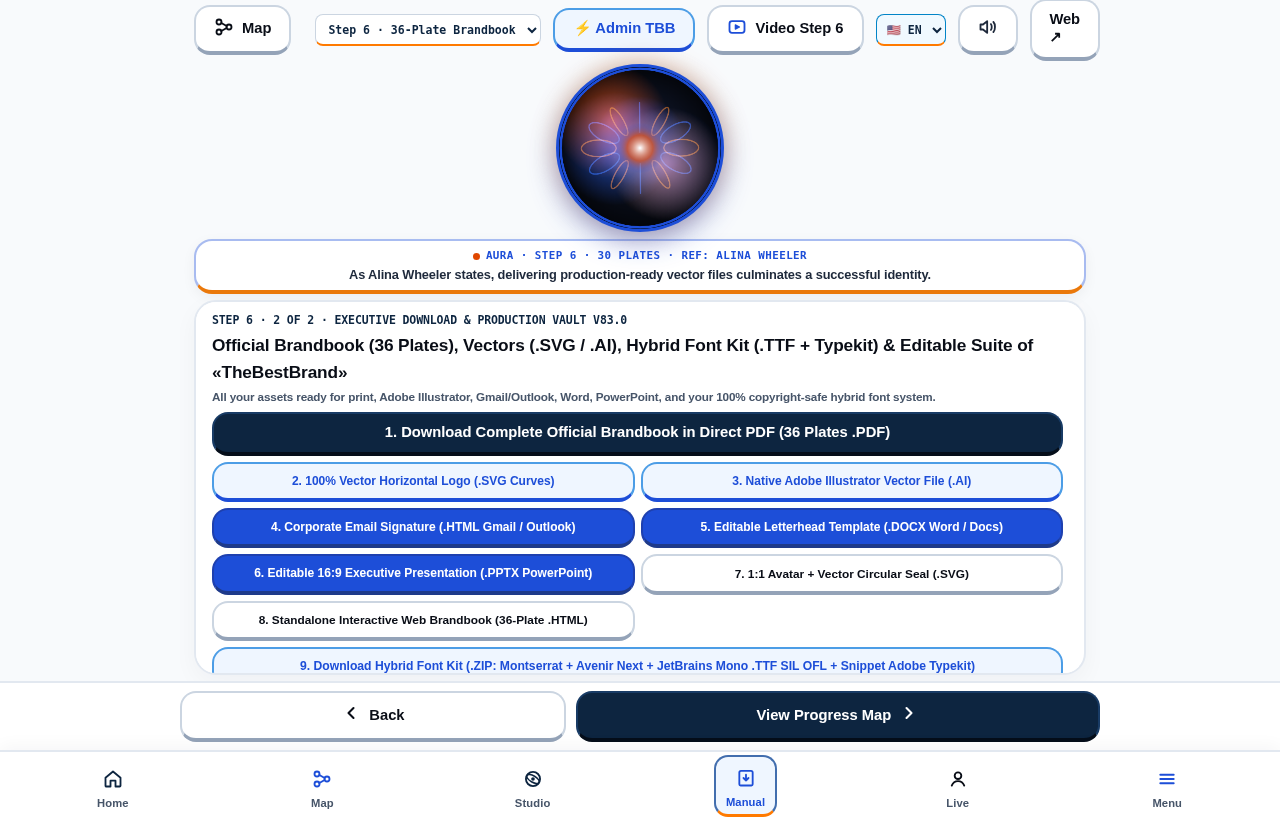 Map
Step 6 · 36-Plate Brandbook
⚡ Admin TBB
Video Step 6
🇺🇸 EN
Web
↗
AURA · STEP 6 · 30 PLATES · REF: ALINA WHEELER
As Alina Wheeler states, delivering production-ready vector files culminates a successful identity.
STEP 6 · 2 OF 2 · EXECUTIVE DOWNLOAD & PRODUCTION VAULT V83.0
Official Brandbook (36 Plates), Vectors (.SVG / .AI), Hybrid Font Kit (.TTF + Typekit) & Editable Suite of
«TheBestBrand»
All your assets ready for print, Adobe Illustrator, Gmail/Outlook, Word, PowerPoint, and your 100% copyright-safe hybrid font system.
1. Download Complete Official Brandbook in Direct PDF (36 Plates .PDF)
2. 100% Vector Horizontal Logo (.SVG Curves)
3. Native Adobe Illustrator Vector File (.AI)
4. Corporate Email Signature (.HTML Gmail / Outlook)
5. Editable Letterhead Template (.DOCX Word / Docs)
6. Editable 16:9 Executive Presentation (.PPTX PowerPoint)
7. 1:1 Avatar + Vector Circular Seal (.SVG)
8. Standalone Interactive Web Brandbook (36-Plate .HTML)
9. Download Hybrid Font Kit (.ZIP: Montserrat + Avenir Next + JetBrains Mono .TTF SIL OFL + Snippet Adobe Typekit)
Back
View Progress Map
Home
Map
Studio
Manual
Live
Menu